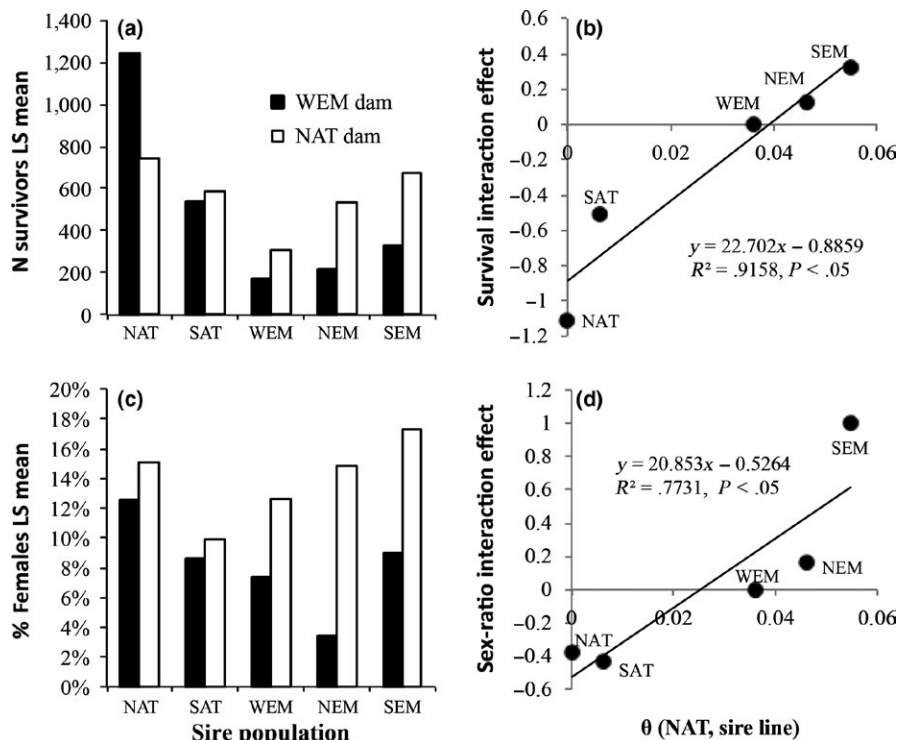 (a)
1,400
1,200
1,000
800
600
400
200
0
N survivors LS mean
WEM dam
NAT dam
NAT SAT WEM NEM SEM
(b)
0.6
0.4
0.2
0
−0.2
−0.4
−0.6
−0.8
−1
−1.2
Survival interaction effect
0 0.02 0.04 0.06
SEM
NEM
WEM
SAT
NAT
y = 22.702x − 0.8859
R² = .9158, P < .05
(c)
20%
18%
16%
14%
12%
10%
8%
6%
4%
2%
0%
% Females LS mean
NAT SAT WEM NEM SEM
Sire population
(d)
1.2
1
0.8
0.6
0.4
0.2
0
−0.2
−0.4
−0.6
Sex-ratio interaction effect
0 0.02 0.04 0.06
y = 20.853x − 0.5264
R² = .7731, P < .05
SEM
WEM
NEM
NAT
SAT
θ (NAT, sire line)